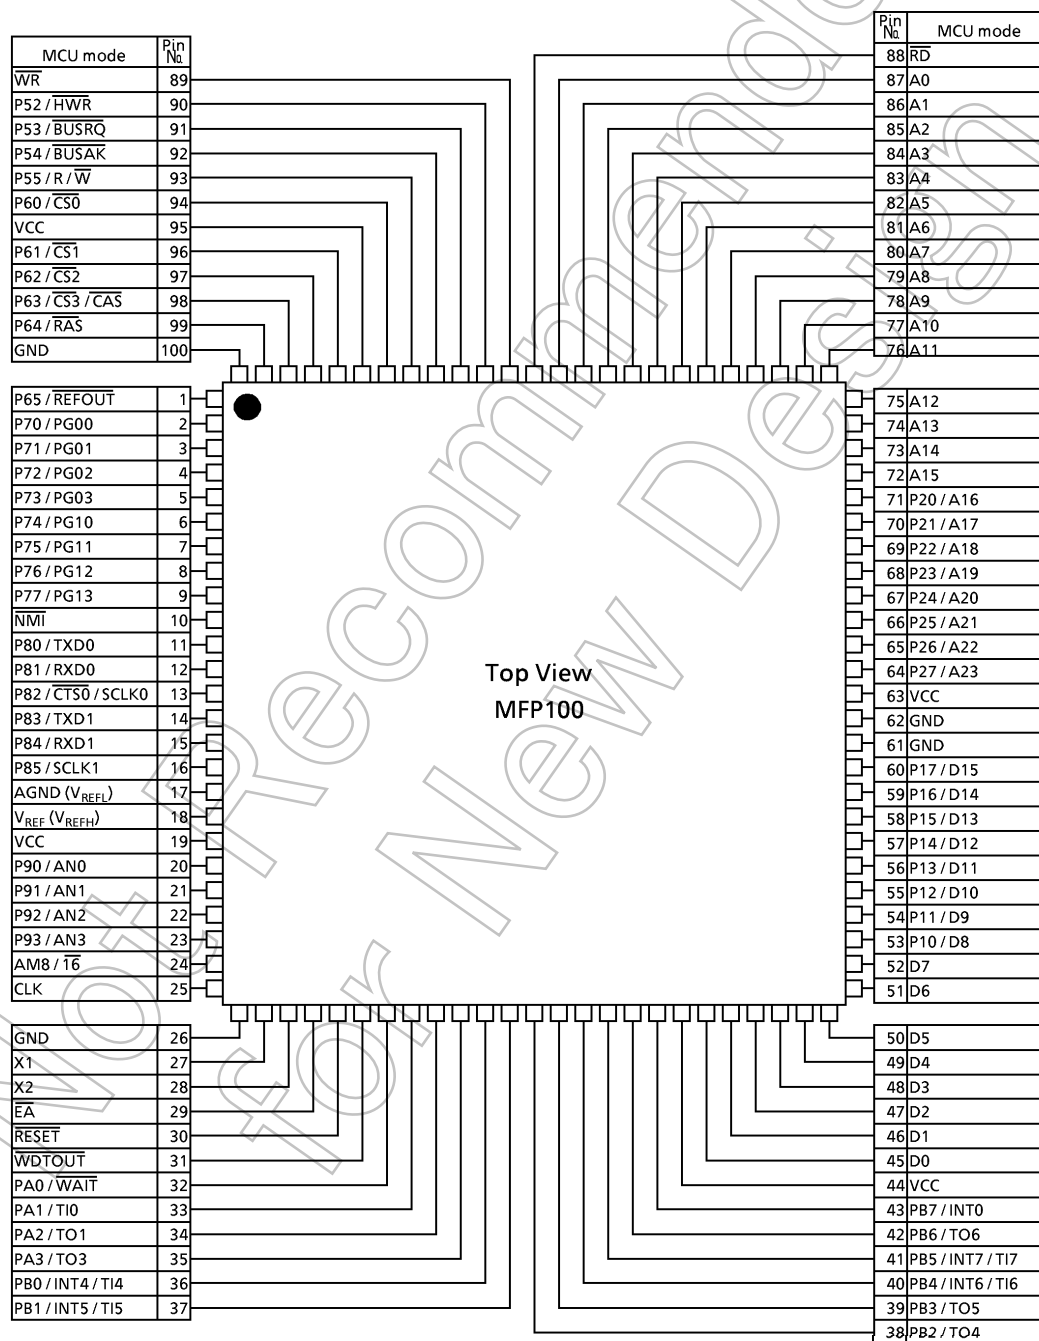 MCU mode Pin No.
WR 89
P52 / HWR 90
P53 / BUSRQ 91
P54 / BUSAK 92
P55 / R / W 93
P60 / CS0 94
VCC 95
P61 / CS1 96
P62 / CS2 97
P63 / CS3 / CAS 98
P64 / RAS 99
GND 100
Pin No. MCU mode
88 RD
87 A0
86 A1
85 A2
84 A3
83 A4
82 A5
81 A6
80 A7
79 A8
78 A9
77 A10
76 A11
P65 / REFOUT 1
P70 / PG00 2
P71 / PG01 3
P72 / PG02 4
P73 / PG03 5
P74 / PG10 6
P75 / PG11 7
P76 / PG12 8
P77 / PG13 9
NMI 10
P80 / TXD0 11
P81 / RXD0 12
P82 / CTS0 / SCLK0 13
P83 / TXD1 14
P84 / RXD1 15
P85 / SCLK1 16
AGND (VREFL) 17
VREF (VREFH) 18
VCC 19
P90 / AN0 20
P91 / AN1 21
P92 / AN2 22
P93 / AN3 23
AM8 / 16 24
CLK 25
Top View
MFP100
75 A12
74 A13
73 A14
72 A15
71 P20 / A16
70 P21 / A17
69 P22 / A18
68 P23 / A19
67 P24 / A20
66 P25 / A21
65 P26 / A22
64 P27 / A23
63 VCC
62 GND
61 GND
60 P17 / D15
59 P16 / D14
58 P15 / D13
57 P14 / D12
56 P13 / D11
55 P12 / D10
54 P11 / D9
53 P10 / D8
52 D7
51 D6
GND 26
X1 27
X2 28
EA 29
RESET 30
WDTOUT 31
PA0 / WAIT 32
PA1 / TI0 33
PA2 / TO1 34
PA3 / TO3 35
PB0 / INT4 / TI4 36
PB1 / INT5 / TI5 37
50 D5
49 D4
48 D3
47 D2
46 D1
45 D0
44 VCC
43 PB7 / INT0
42 PB6 / TO6
41 PB5 / INT7 / TI7
40 PB4 / INT6 / TI6
39 PB3 / TO5
38 PB2 / TO4
Not Recommende
for New Design